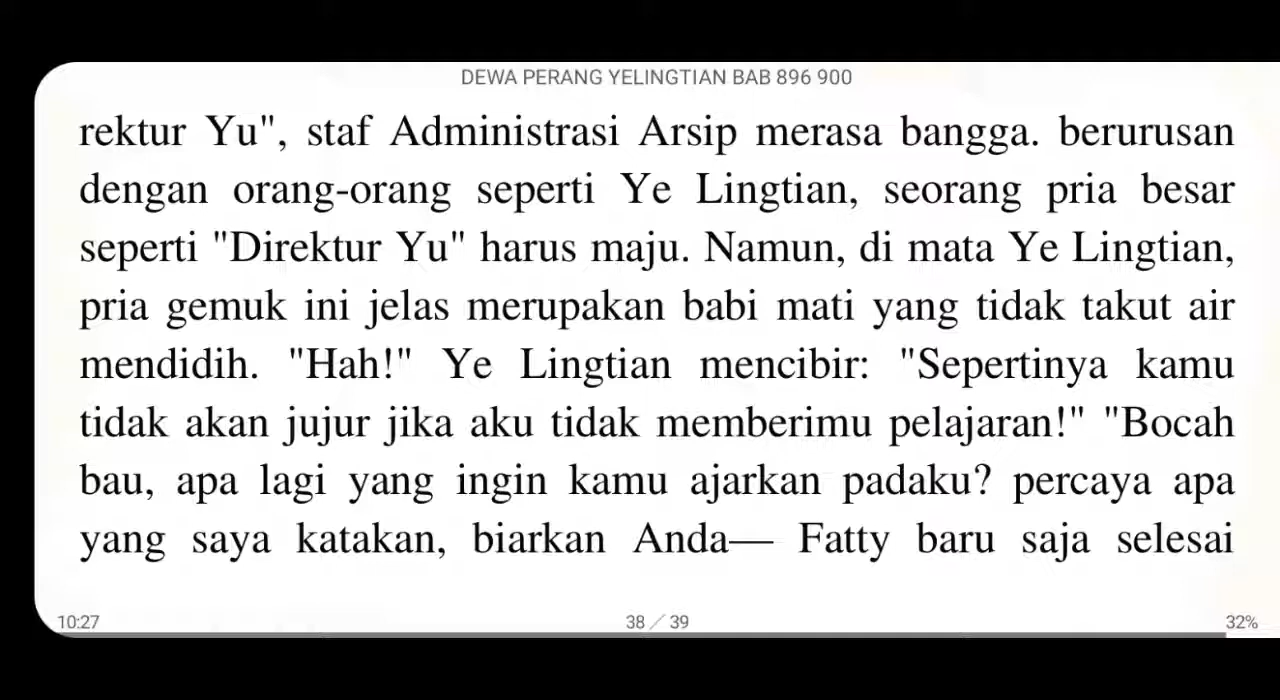 DEWA PERANG YELINGTIAN BAB 896 900
rektur Yu", staf Administrasi Arsip merasa bangga. berurusan
dengan orang-orang seperti Ye Lingtian, seorang pria besar
seperti "Direktur Yu" harus maju. Namun, di mata Ye Lingtian,
pria gemuk ini jelas merupakan babi mati yang tidak takut air
mendidih. "Hah!" Ye Lingtian mencibir: "Sepertinya kamu
tidak akan jujur jika aku tidak memberimu pelajaran!" "Bocah
bau, apa lagi yang ingin kamu ajarkan padaku? percaya apa
yang saya katakan, biarkan Anda— Fatty baru saja selesai
10:27
38 / 39
32%